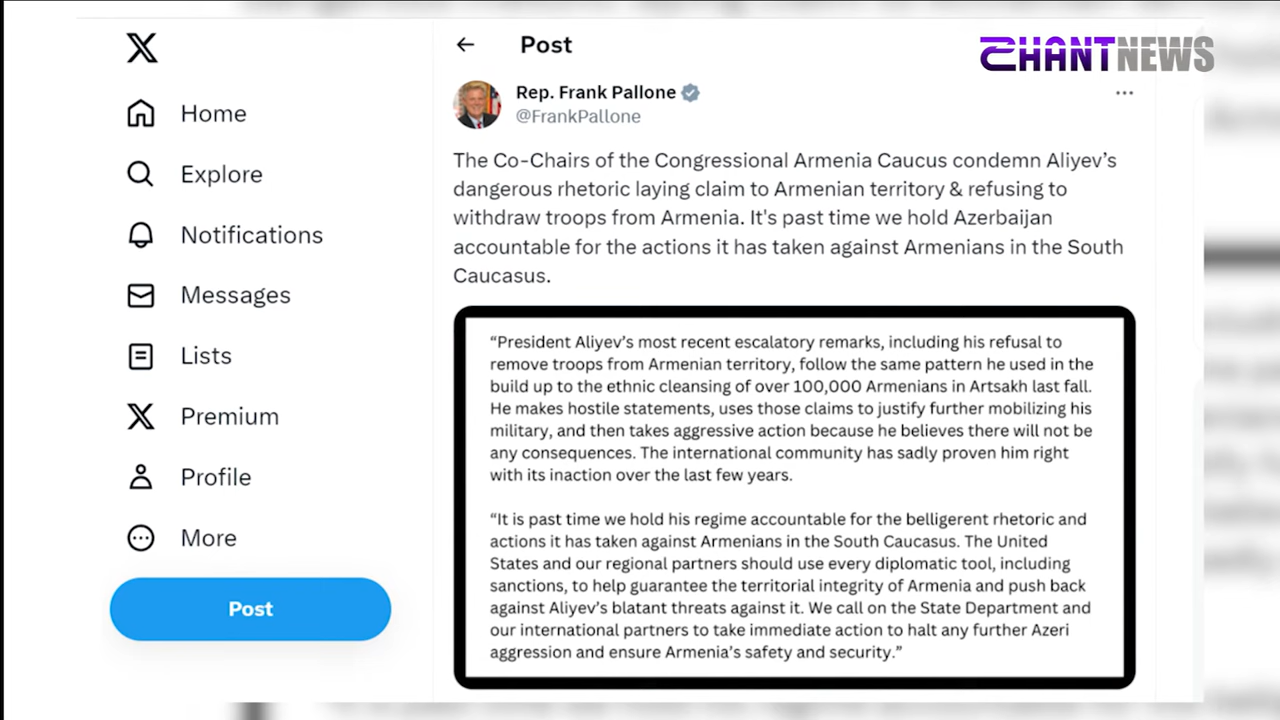 Post
SHANTNEWS
Home
Explore
Notifications
Messages
Lists
Premium
Profile
More
Post
Rep. Frank Pallone
@FrankPallone
The Co-Chairs of the Congressional Armenia Caucus condemn Aliyev's
dangerous rhetoric laying claim to Armenian territory & refusing to
withdraw troops from Armenia. It's past time we hold Azerbaijan
accountable for the actions it has taken against Armenians in the South
Caucasus.
“President Aliyev’s most recent escalatory remarks, including his refusal to
remove troops from Armenian territory, follow the same pattern he used in the
build up to the ethnic cleansing of over 100,000 Armenians in Artsakh last fall.
He makes hostile statements, uses those claims to justify further mobilizing his
military, and then takes aggressive action because he believes there will not be
any consequences. The international community has sadly proven him right
with its inaction over the last few years.
“It is past time we hold his regime accountable for the belligerent rhetoric and
actions it has taken against Armenians in the South Caucasus. The United
States and our regional partners should use every diplomatic tool, including
sanctions, to help guarantee the territorial integrity of Armenia and push back
against Aliyev’s blatant threats against it. We call on the State Department and
our international partners to take immediate action to halt any further Azeri
aggression and ensure Armenia’s safety and security.”